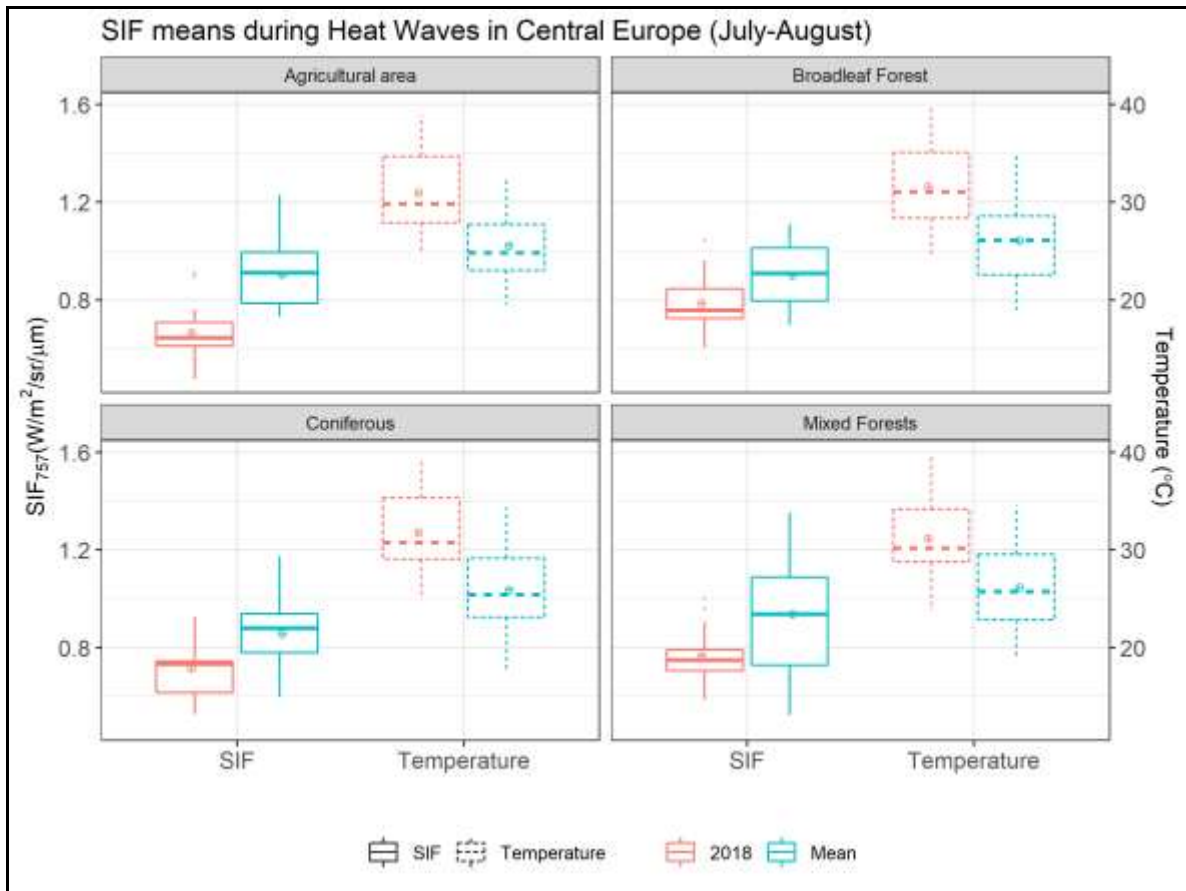 SIF means during Heat Waves in Central Europe (July-August)
Agricultural area
Broadleaf Forest
1.6
1.2
0.8
40
30
20
Coniferous
Mixed Forests
1.6
1.2
0.8
40
30
20
SIF₇₅₇(W/m²/sr/μm)
Temperature (°C)
SIF Temperature SIF Temperature
SIF Temperature 2018 Mean